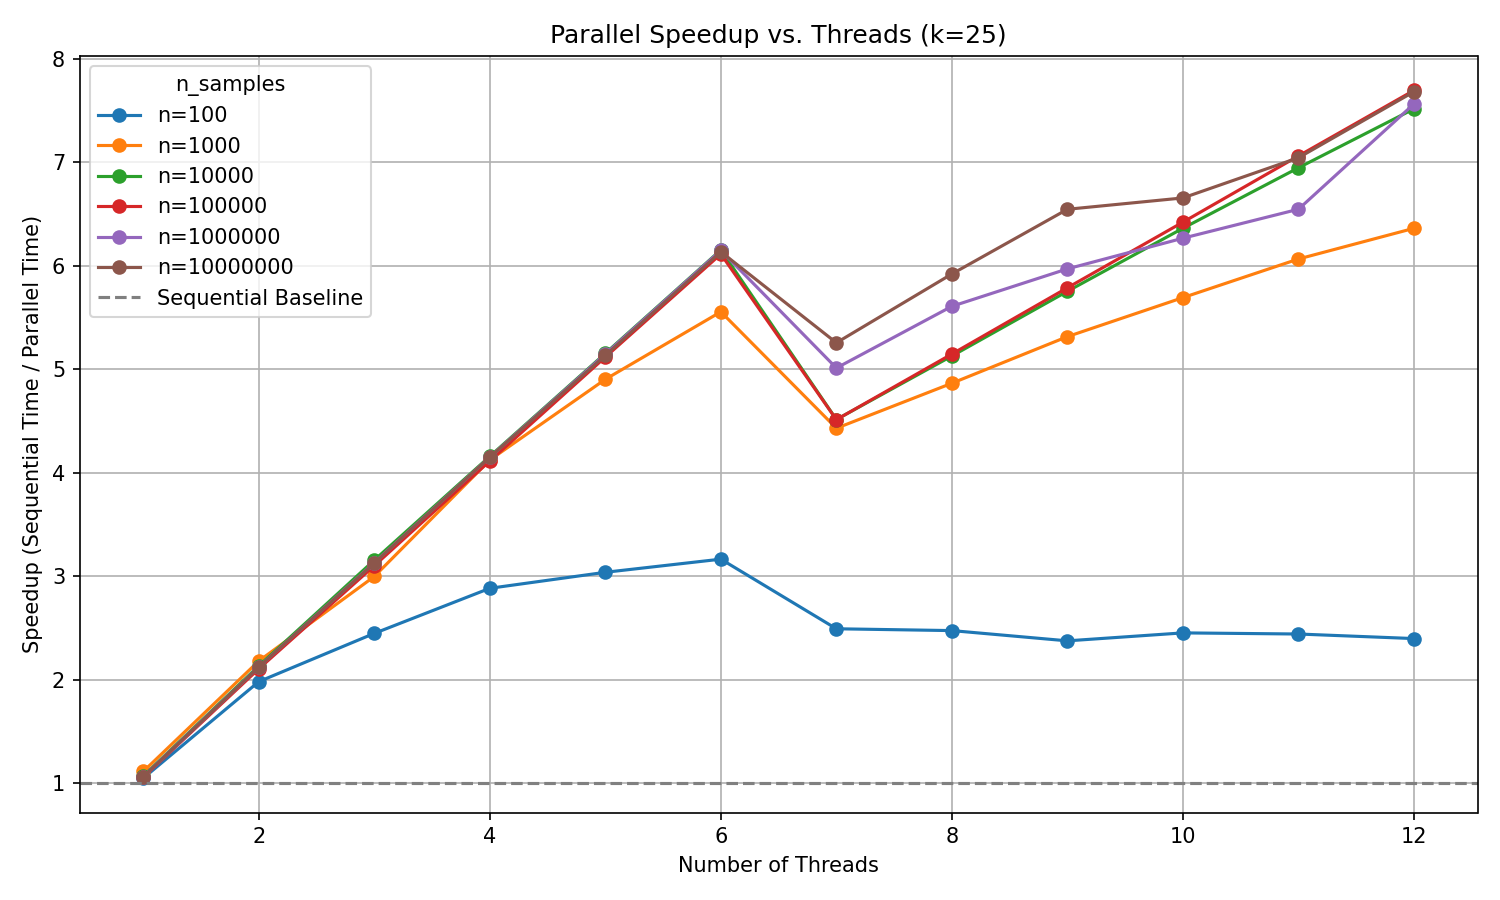 Parallel Speedup vs. Threads (k=25)
Speedup (Sequential Time / Parallel Time)
8
7
6
5
4
3
2
1
n_samples
n=100
n=1000
n=10000
n=100000
n=1000000
n=10000000
Sequential Baseline
2 4 6 8 10 12
Number of Threads